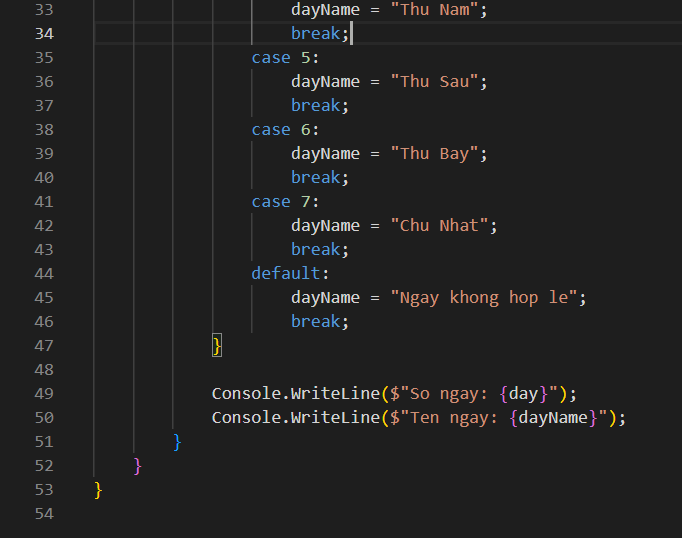 33 dayName = "Thu Nam";
34 break;
35 case 5:
36 dayName = "Thu Sau";
37 break;
38 case 6:
39 dayName = "Thu Bay";
40 break;
41 case 7:
42 dayName = "Chu Nhat";
43 break;
44 default:
45 dayName = "Ngay khong hop le";
46 break;
47 }
48
49 Console.WriteLine($"So ngay: {day}");
50 Console.WriteLine($"Ten ngay: {dayName}");
51 }
52 }
53 }
54